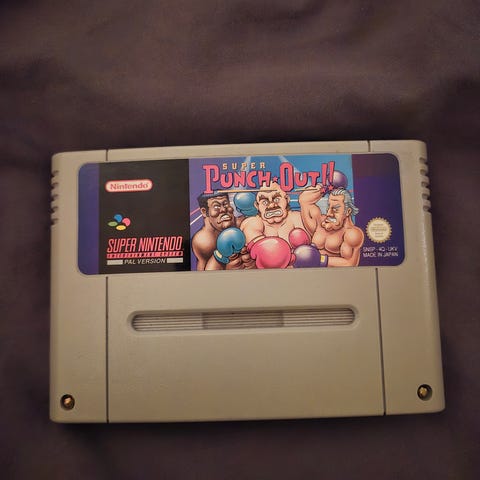 Nintendo
SUPER NINTENDO
ENTERTAINMENT SYSTEM
PAL VERSION
SUPER
PUNCH-OUT!!
SNSP - 4Q - UKV
MADE IN JAPAN